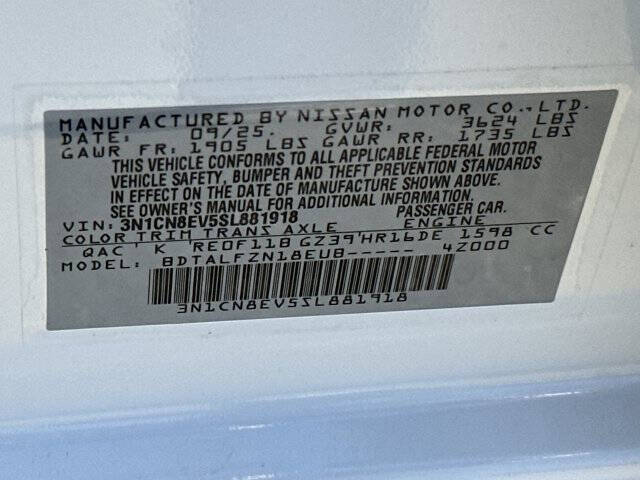 MANUFACTURED BY NISSAN MOTOR CO.,LTD.
DATE: 09/25. GVWR: 3624 LBS
GAWR FR: 1905 LBS GAWR RR: 1735 LBS
THIS VEHICLE CONFORMS TO ALL APPLICABLE FEDERAL MOTOR
VEHICLE SAFETY, BUMPER AND THEFT PREVENTION STANDARDS
IN EFFECT ON THE DATE OF MANUFACTURE SHOWN ABOVE.
SEE OWNER'S MANUAL FOR ADDITIONAL INFORMATION
VIN: 3N1CN8EV5SL881918 PASSENGER CAR.
COLOR TRIM TRANS AXLE ENGINE
QAC K RE0F11B GZ39 HR16DE 1598 CC
MODEL: BDTALFZN18EUB----- 4Z000
3N1CN8EV5SL881918